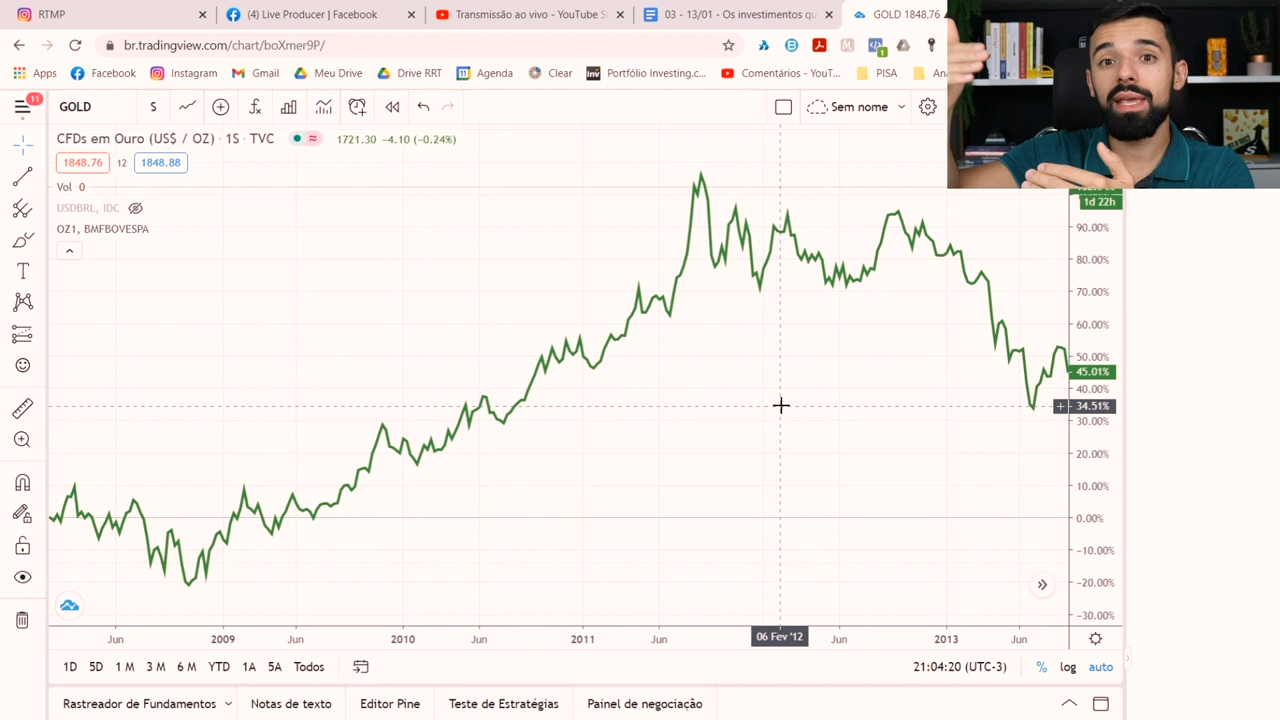 RTMP
(4) Live Producer | Facebook
Transmissão ao vivo - YouTube S
03 - 13/01 - Os investimentos qu
GOLD 1848.76
br.tradingview.com/chart/boXmer9P/
Apps
Facebook
Instagram
Gmail
Meu Drive
Drive RRT
Agenda
Clear
Inv
Portfólio Investing.c...
Comentários - YouT...
PISA
11
GOLD
Sem nome
CFDs em Ouro (US$ / OZ) · 1S · TVC
1721.30 −4.10 (−0.24%)
1848.76
12
1848.88
Vol 0
USDBRL, IDC
OZ1, BMFBOVESPA
1d 22h
90.00%
80.00%
70.00%
60.00%
50.00%
45.01%
40.00%
34.51%
30.00%
20.00%
10.00%
0.00%
−10.00%
−20.00%
−30.00%
Jun
2009
Jun
2010
Jun
2011
Jun
06 Fev '12
Jun
2013
Jun
1D
5D
1 M
3 M
6 M
YTD
1A
5A
Todos
21:04:20 (UTC-3)
%
log
auto
Rastreador de Fundamentos
Notas de texto
Editor Pine
Teste de Estratégias
Painel de negociação